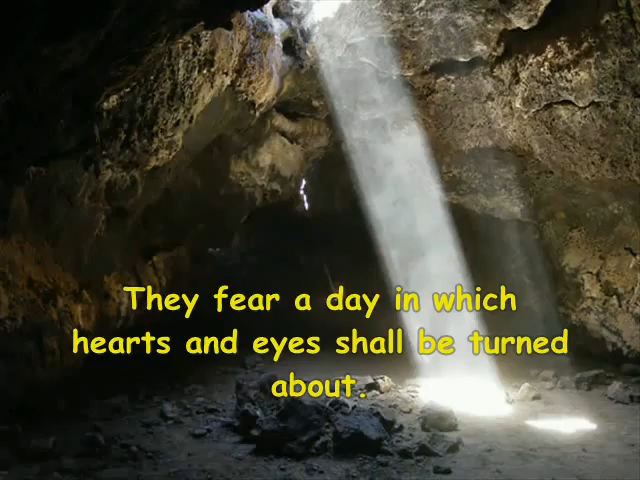 They fear a day in which
hearts and eyes shall be turned
about.